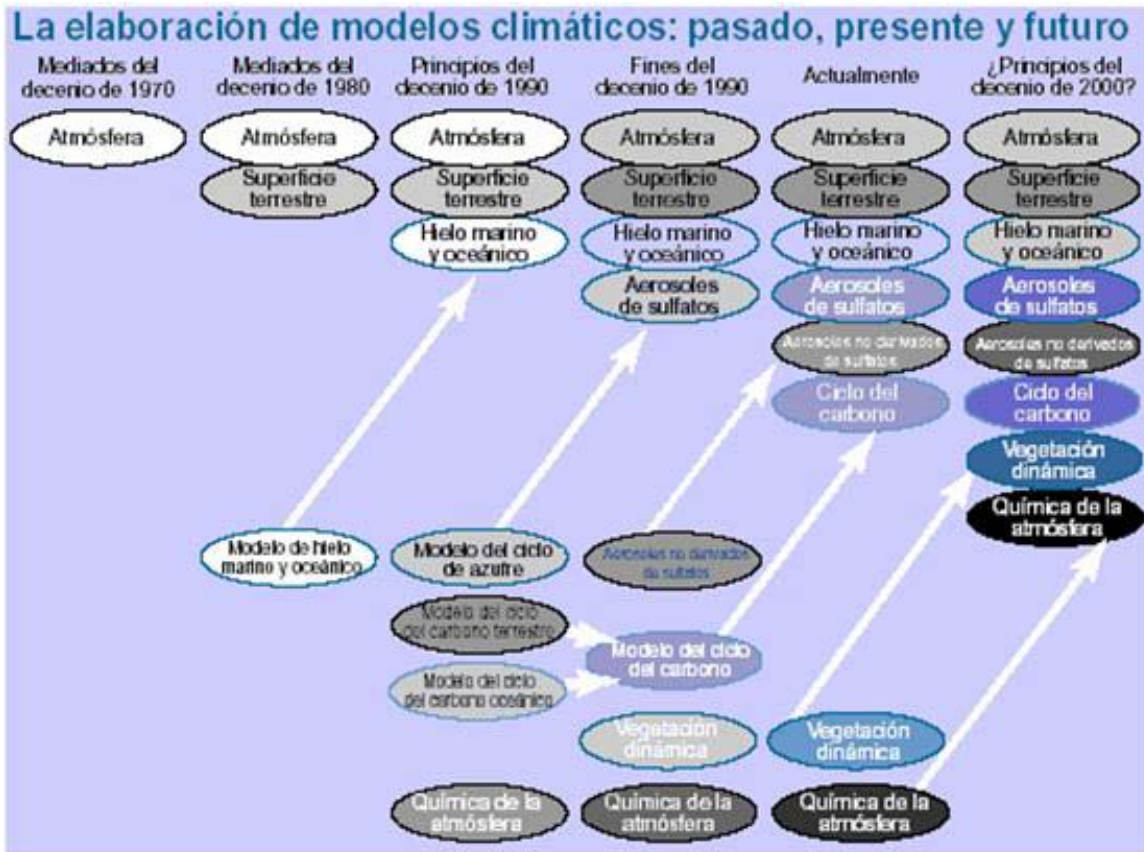 La elaboración de modelos climáticos: pasado, presente y futuro
Mediados del
decenio de 1970
Mediados del
decenio de 1980
Principios del
decenio de 1990
Fines del
decenio de 1990
Actualmente
¿Principios del
decenio de 2000?
Atmósfera
Atmósfera
Atmósfera
Atmósfera
Atmósfera
Atmósfera
Superficie
terrestre
Superficie
terrestre
Superficie
terrestre
Superficie
terrestre
Superficie
terrestre
Hielo marino
y oceánico
Hielo marino
y oceánico
Hielo marino
y oceánico
Hielo marino
y oceánico
Aerosoles
de sulfatos
Aerosoles
de sulfatos
Aerosoles
de sulfatos
Aerosoles no derivados
de sulfatos
Aerosoles no derivados
de sulfatos
Ciclo del
carbono
Ciclo del
carbono
Vegetación
dinámica
Química de la
atmósfera
Modelo de hielo
marino y oceánico
Modelo del ciclo
de azufre
Aerosoles no derivados
de sulfatos
Modelo del ciclo
del carbono terrestre
Modelo del ciclo
del carbono
Modelo del ciclo
del carbono oceánico
Vegetación
dinámica
Vegetación
dinámica
Química de la
atmósfera
Química de la
atmósfera
Química de la
atmósfera